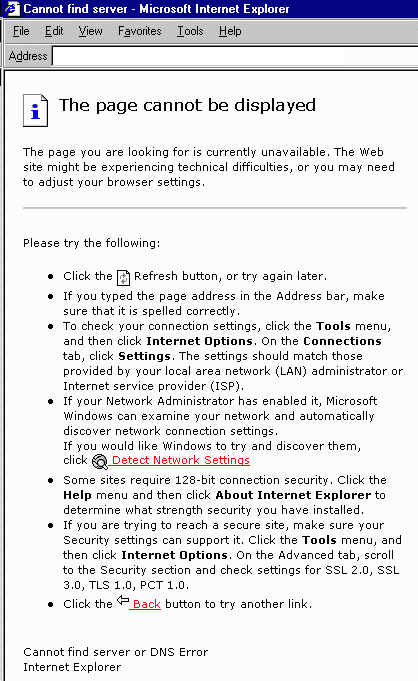 Cannot find server - Microsoft Internet Explorer
File Edit View Favorites Tools Help
Address
The page cannot be displayed
The page you are looking for is currently unavailable. The Web
site might be experiencing technical difficulties, or you may need
to adjust your browser settings.
Please try the following:
Click the Refresh button, or try again later.
If you typed the page address in the Address bar, make
sure that it is spelled correctly.
To check your connection settings, click the Tools menu,
and then click Internet Options. On the Connections
tab, click Settings. The settings should match those
provided by your local area network (LAN) administrator or
Internet service provider (ISP).
If your Network Administrator has enabled it, Microsoft
Windows can examine your network and automatically
discover network connection settings.
If you would like Windows to try and discover them,
click Detect Network Settings
Some sites require 128-bit connection security. Click the
Help menu and then click About Internet Explorer to
determine what strength security you have installed.
If you are trying to reach a secure site, make sure your
Security settings can support it. Click the Tools menu, and
then click Internet Options. On the Advanced tab, scroll
to the Security section and check settings for SSL 2.0, SSL
3.0, TLS 1.0, PCT 1.0.
Click the Back button to try another link.
Cannot find server or DNS Error
Internet Explorer